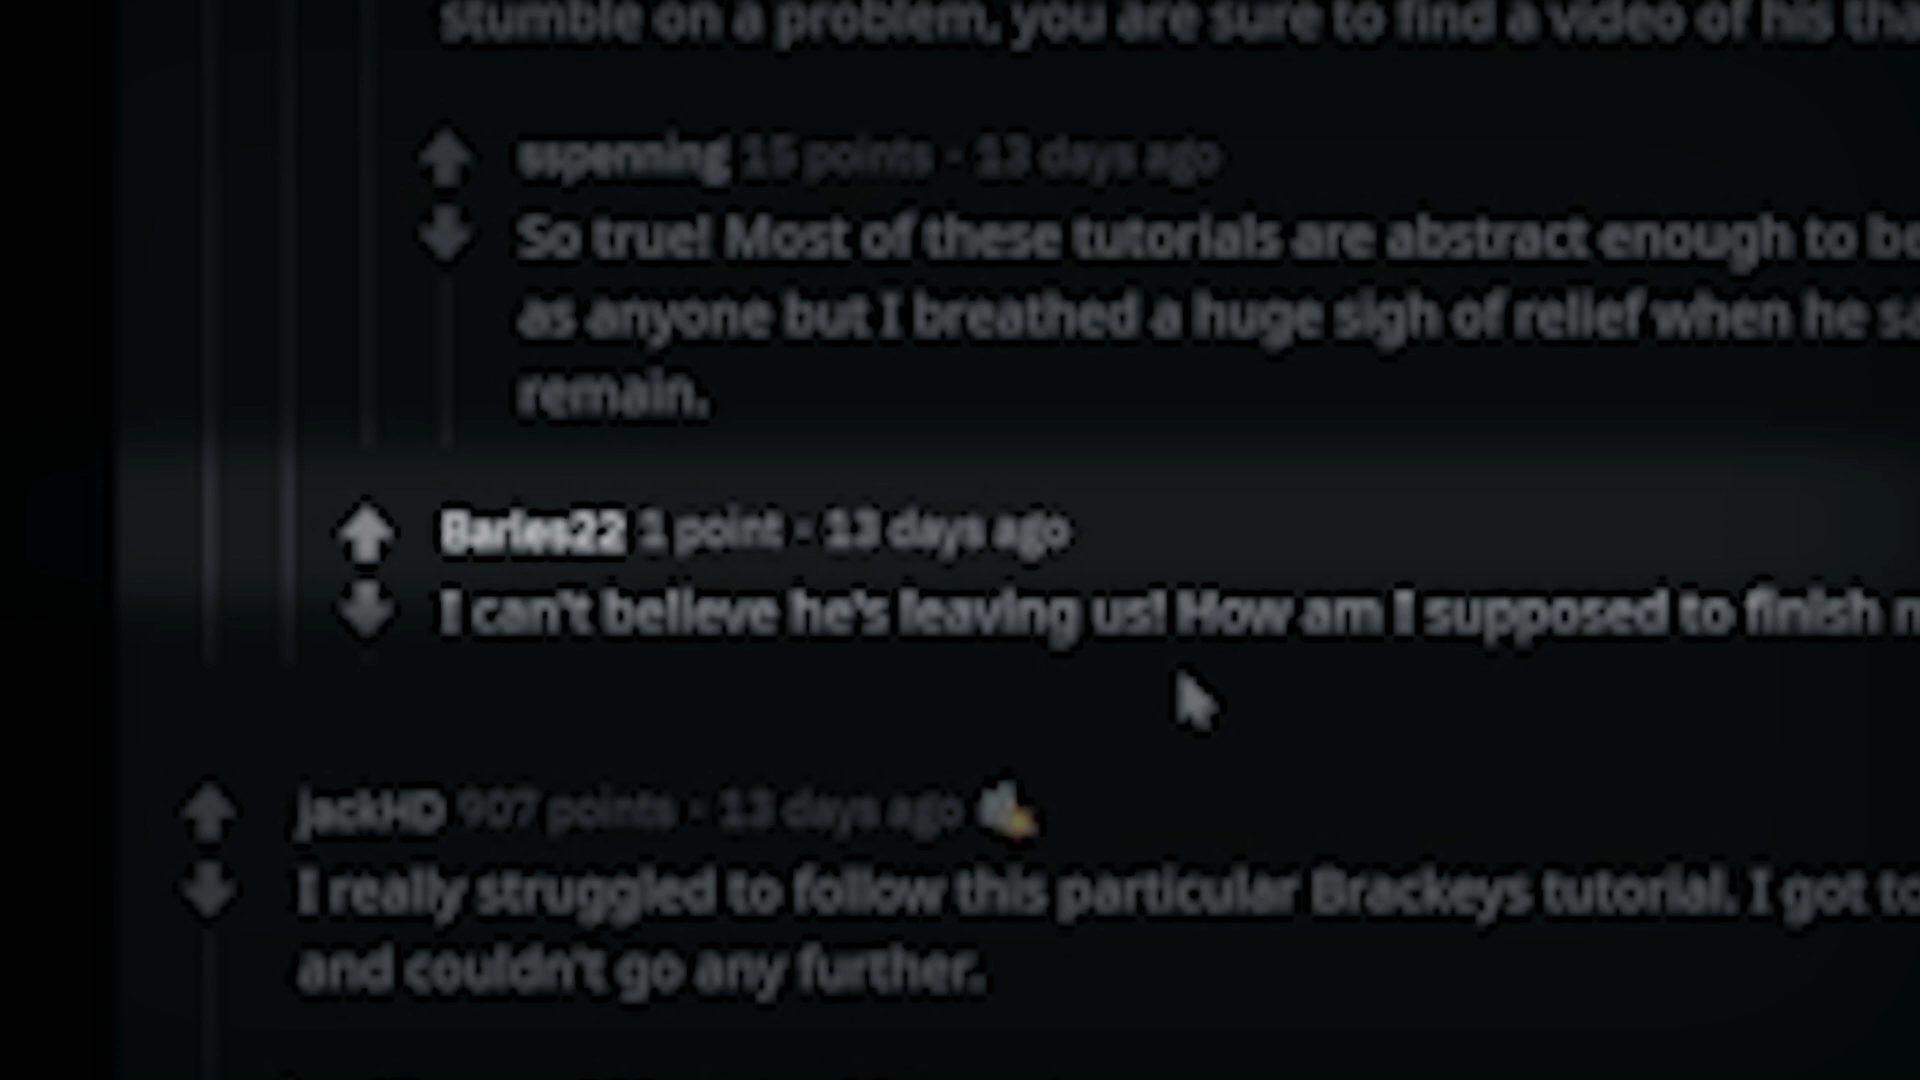 stumble on a problem, you are sure to find a video of his
sspenning 15 points · 13 days ago
So true! Most of these tutorials are abstract enough to be
as anyone but I breathed a huge sigh of relief when he
remain.
Barles22 1 point · 13 days ago
I can't believe he's leaving us! How am I supposed to finish
jackHD 907 points · 13 days ago
I really struggled to follow this particular Brackeys tutorial. I got to
and couldn't go any further.